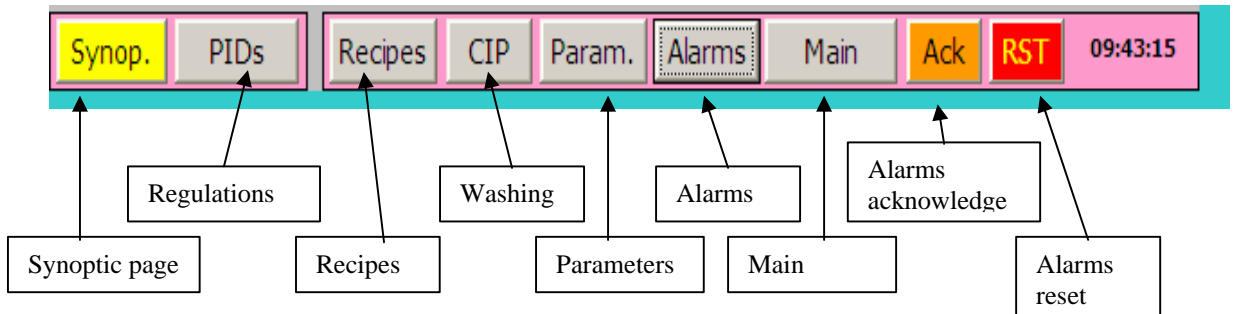 Synop. PIDs Recipes CIP Param. Alarms Main Ack RST 09:43:15
Regulations Washing Alarms Alarms
acknowledge
Synoptic page Recipes Parameters Main Alarms
reset